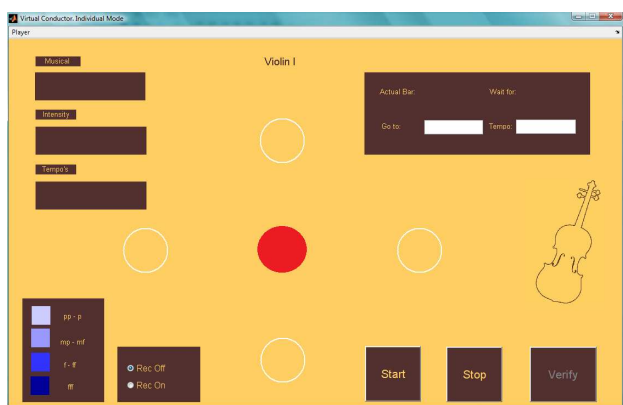 Virtual Conductor. Individual Mode
Player
Musical
Violin I
Actual Bar:
Wait for:
Intensity
Go to:
Tempo:
Tempo's
pp - p
mp - mf
f - ff
fff
Rec Off
Rec On
Start
Stop
Verify